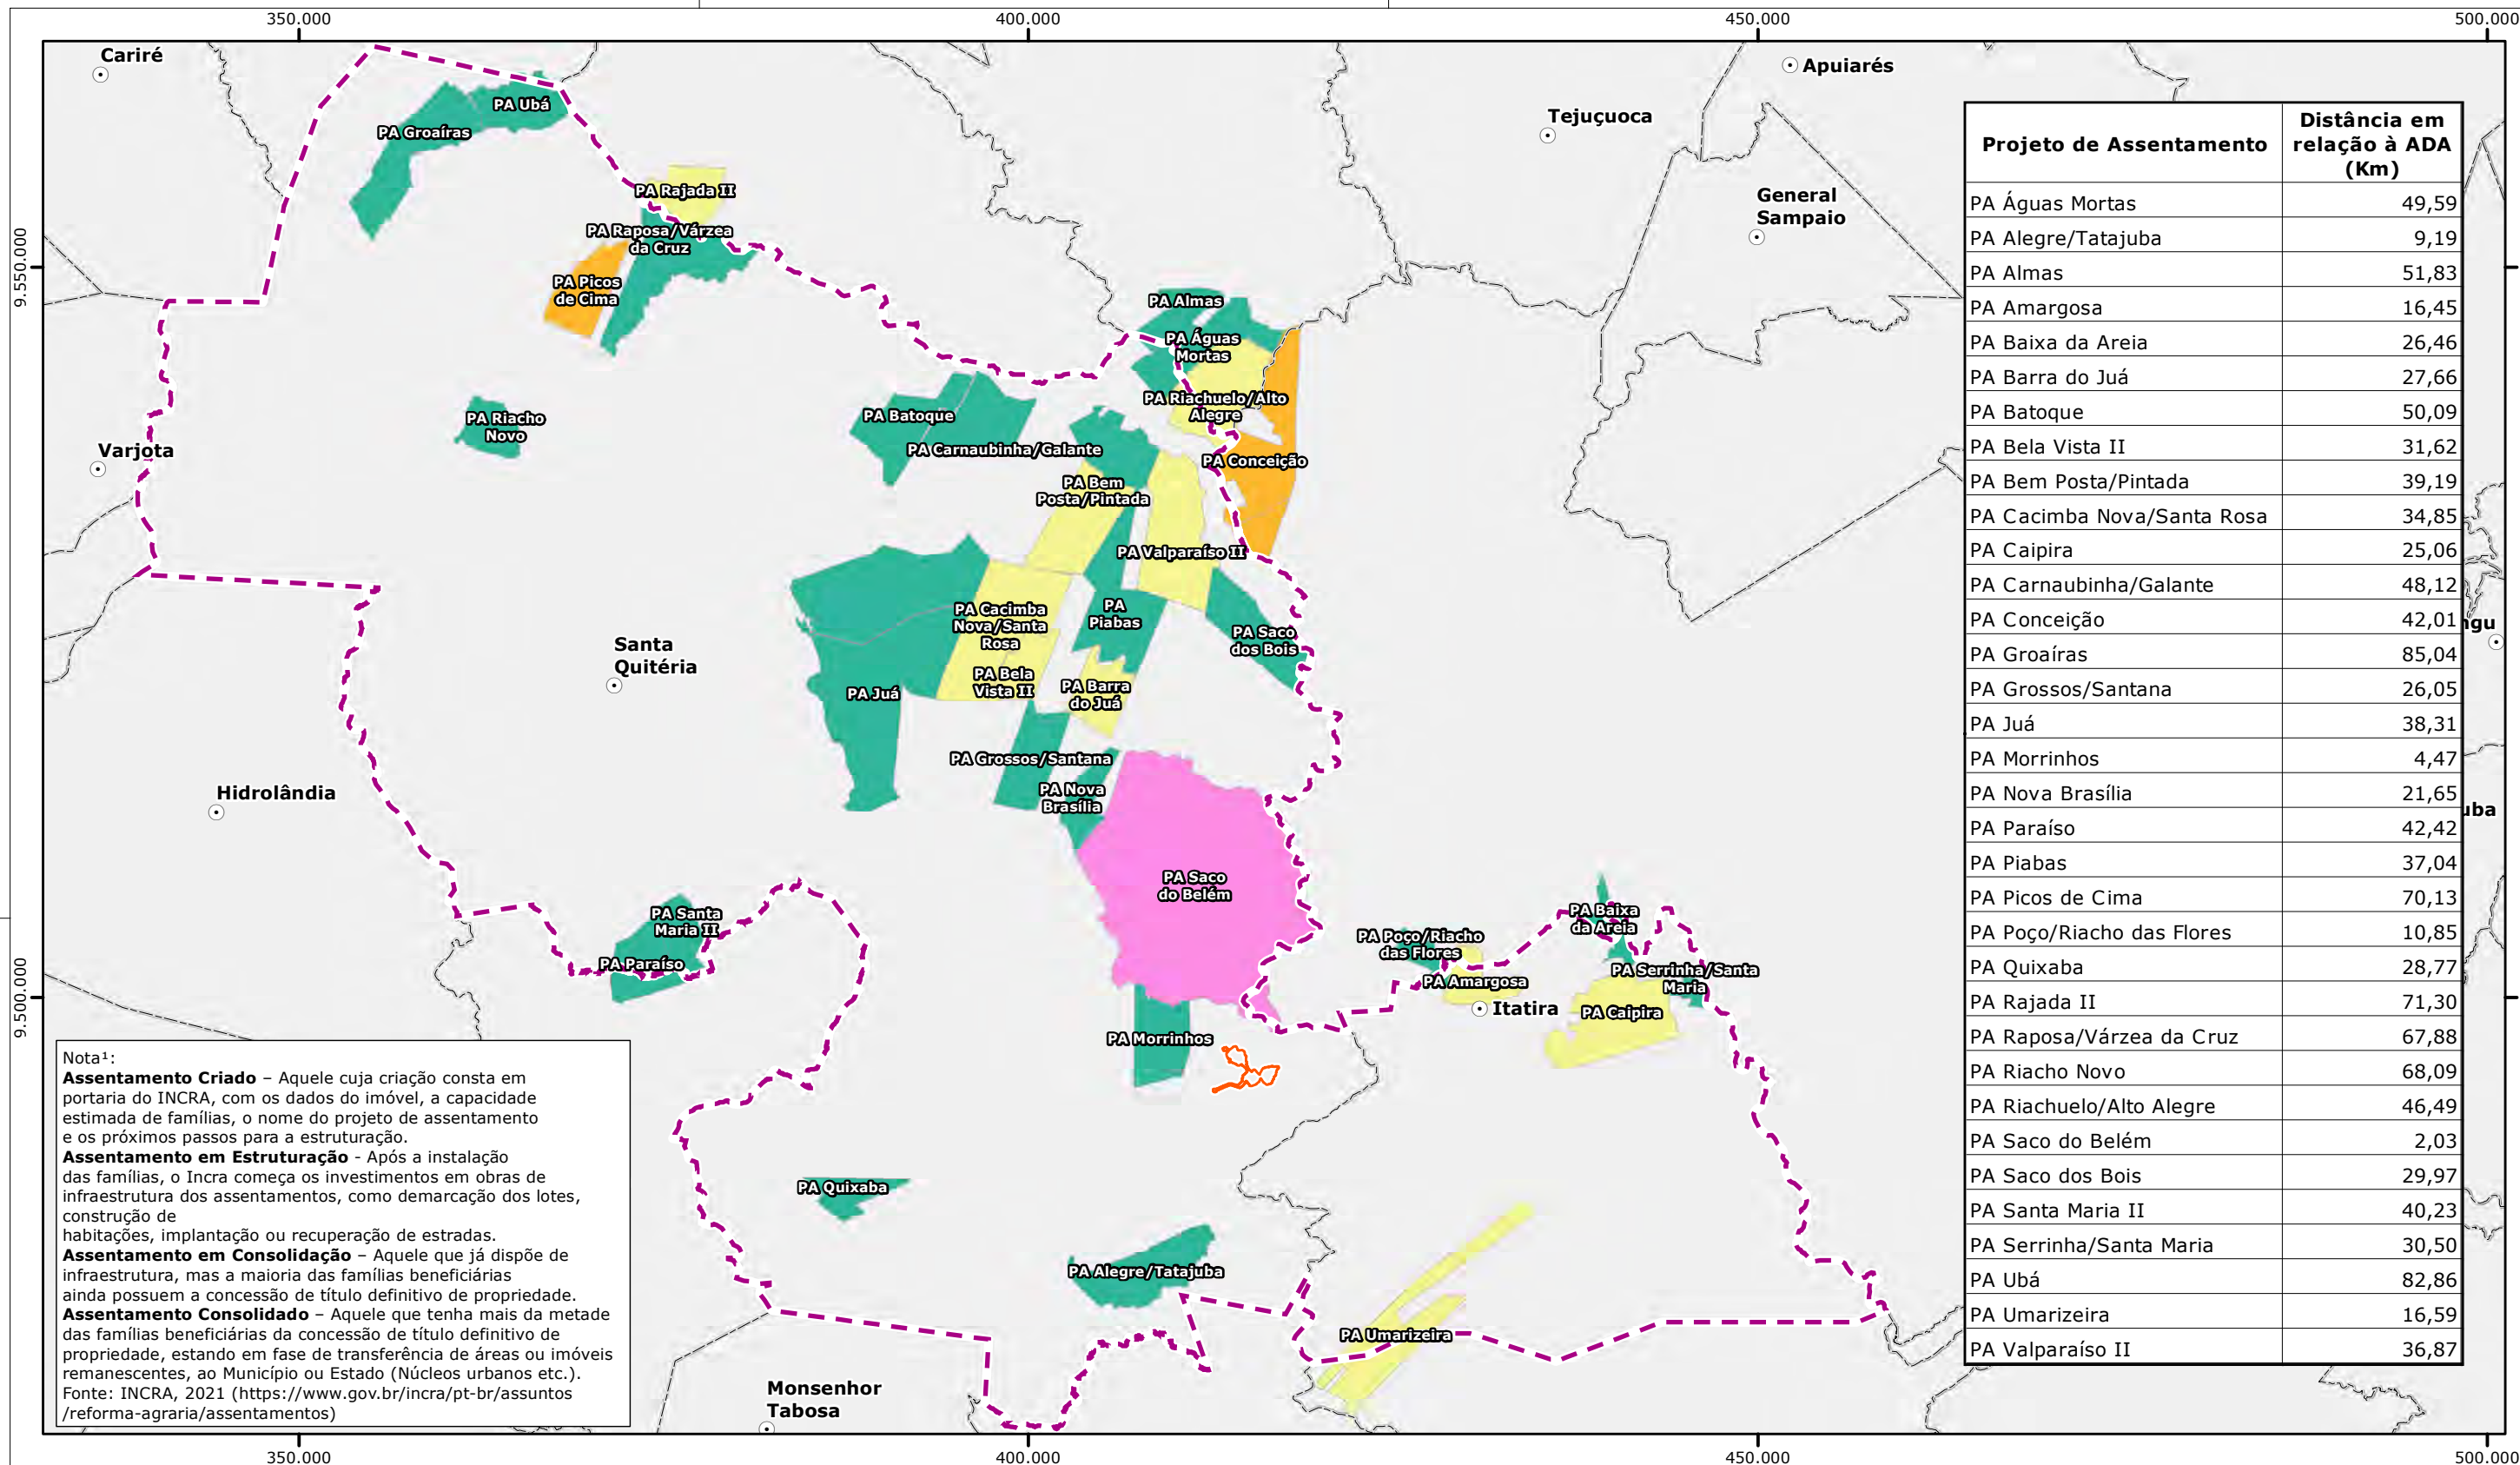 350.000
400.000
450.000
500.000
9.550.000
9.500.000
Cariré
Apuiarés
Tejuçuoca
General
Sampaio
Varjota
Santa
Quitéria
Hidrolândia
Itatira
Monsenhor
Tabosa
ngu
uba
PA Ubá
PA Groaíras
PA Rajada II
PA Raposa/Várzea
da Cruz
PA Picos
de Cima
PA Almas
PA Águas
Mortas
PA Riachuelo/Alto
Alegre
PA Riacho
Novo
PA Batoque
PA Carnaubinha/Galante
PA Conceição
PA Bem
Posta/Pintada
PA Valparaíso II
PA Cacimba
Nova/Santa
Rosa
PA
Piabas
PA Saco
dos Bois
PA Bela
Vista II
PA Barra
do Juá
PA Juá
PA Grossos/Santana
PA Nova
Brasília
PA Saco
do Belém
PA Santa
Maria II
PA Paraíso
PA Poço/Riacho
das Flores
PA Amargosa
PA Baixa
da Areia
PA Serrinha/Santa
Maria
PA Caipira
PA Morrinhos
PA Quixaba
PA Alegre/Tatajuba
PA Umarizeira
Projeto de Assentamento
Distância em
relação à ADA
(Km)
PA Águas Mortas 49,59
PA Alegre/Tatajuba 9,19
PA Almas 51,83
PA Amargosa 16,45
PA Baixa da Areia 26,46
PA Barra do Juá 27,66
PA Batoque 50,09
PA Bela Vista II 31,62
PA Bem Posta/Pintada 39,19
PA Cacimba Nova/Santa Rosa 34,85
PA Caipira 25,06
PA Carnaubinha/Galante 48,12
PA Conceição 42,01
PA Groaíras 85,04
PA Grossos/Santana 26,05
PA Juá 38,31
PA Morrinhos 4,47
PA Nova Brasília 21,65
PA Paraíso 42,42
PA Piabas 37,04
PA Picos de Cima 70,13
PA Poço/Riacho das Flores 10,85
PA Quixaba 28,77
PA Rajada II 71,30
PA Raposa/Várzea da Cruz 67,88
PA Riacho Novo 68,09
PA Riachuelo/Alto Alegre 46,49
PA Saco do Belém 2,03
PA Saco dos Bois 29,97
PA Santa Maria II 40,23
PA Serrinha/Santa Maria 30,50
PA Ubá 82,86
PA Umarizeira 16,59
PA Valparaíso II 36,87
Nota¹:
Assentamento Criado – Aquele cuja criação consta em
portaria do INCRA, com os dados do imóvel, a capacidade
estimada de famílias, o nome do projeto de assentamento
e os próximos passos para a estruturação.
Assentamento em Estruturação - Após a instalação
das famílias, o Incra começa os investimentos em obras de
infraestrutura dos assentamentos, como demarcação dos lotes,
construção de
habitações, implantação ou recuperação de estradas.
Assentamento em Consolidação – Aquele que já dispõe de
infraestrutura, mas a maioria das famílias beneficiárias
ainda possuem a concessão de título definitivo de propriedade.
Assentamento Consolidado – Aquele que tenha mais da metade
das famílias beneficiárias da concessão de título definitivo de
propriedade, estando em fase de transferência de áreas ou imóveis
remanescentes, ao Município ou Estado (Núcleos urbanos etc.).
Fonte: INCRA, 2021 (https://www.gov.br/incra/pt-br/assuntos
/reforma-agraria/assentamentos)
350.000
400.000
450.000
500.000